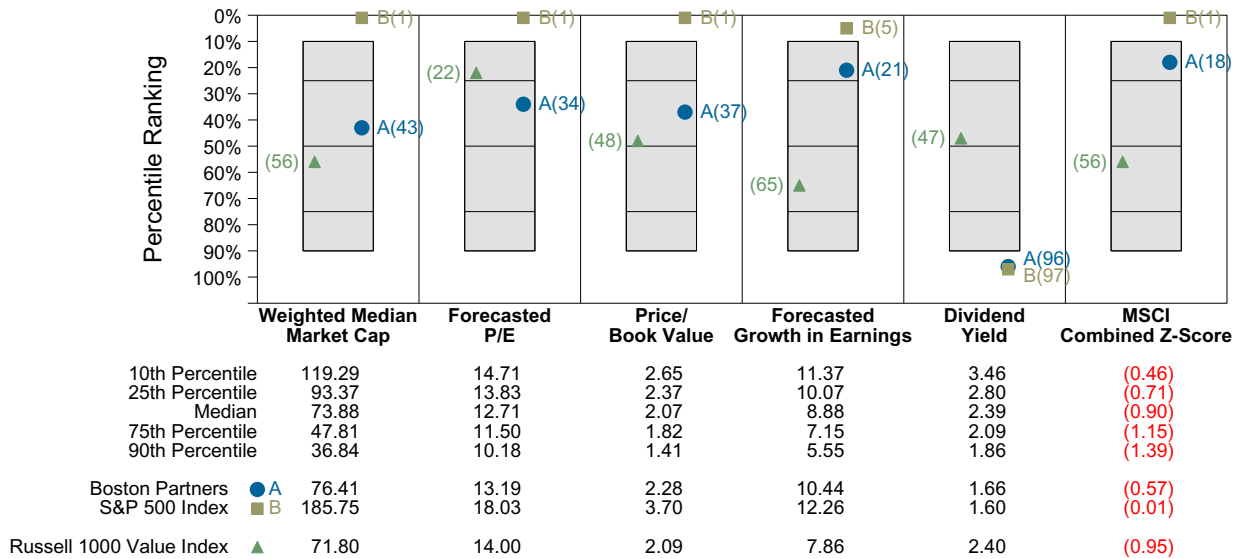 Percentile Ranking
0%
10%
20%
30%
40%
50%
60%
70%
80%
90%
100%
B(1)
A(43)
(56)
B(1)
(22)
A(34)
B(1)
A(37)
(48)
B(5)
A(21)
(65)
(47)
A(96)
B(97)
B(1)
A(18)
(56)
Weighted Median Market Cap
Forecasted P/E
Price/ Book Value
Forecasted Growth in Earnings
Dividend Yield
MSCI Combined Z-Score
10th Percentile 119.29 14.71 2.65 11.37 3.46 (0.46)
25th Percentile 93.37 13.83 2.37 10.07 2.80 (0.71)
Median 73.88 12.71 2.07 8.88 2.39 (0.90)
75th Percentile 47.81 11.50 1.82 7.15 2.09 (1.15)
90th Percentile 36.84 10.18 1.41 5.55 1.86 (1.39)
Boston Partners A 76.41 13.19 2.28 10.44 1.66 (0.57)
S&P 500 Index B 185.75 18.03 3.70 12.26 1.60 (0.01)
Russell 1000 Value Index 71.80 14.00 2.09 7.86 2.40 (0.95)